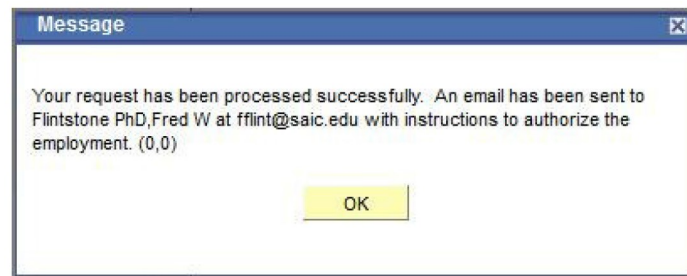 Message
Your request has been processed successfully. An email has been sent to
Flintstone PhD,Fred W at fflint@saic.edu with instructions to authorize the
employment. (0,0)
OK